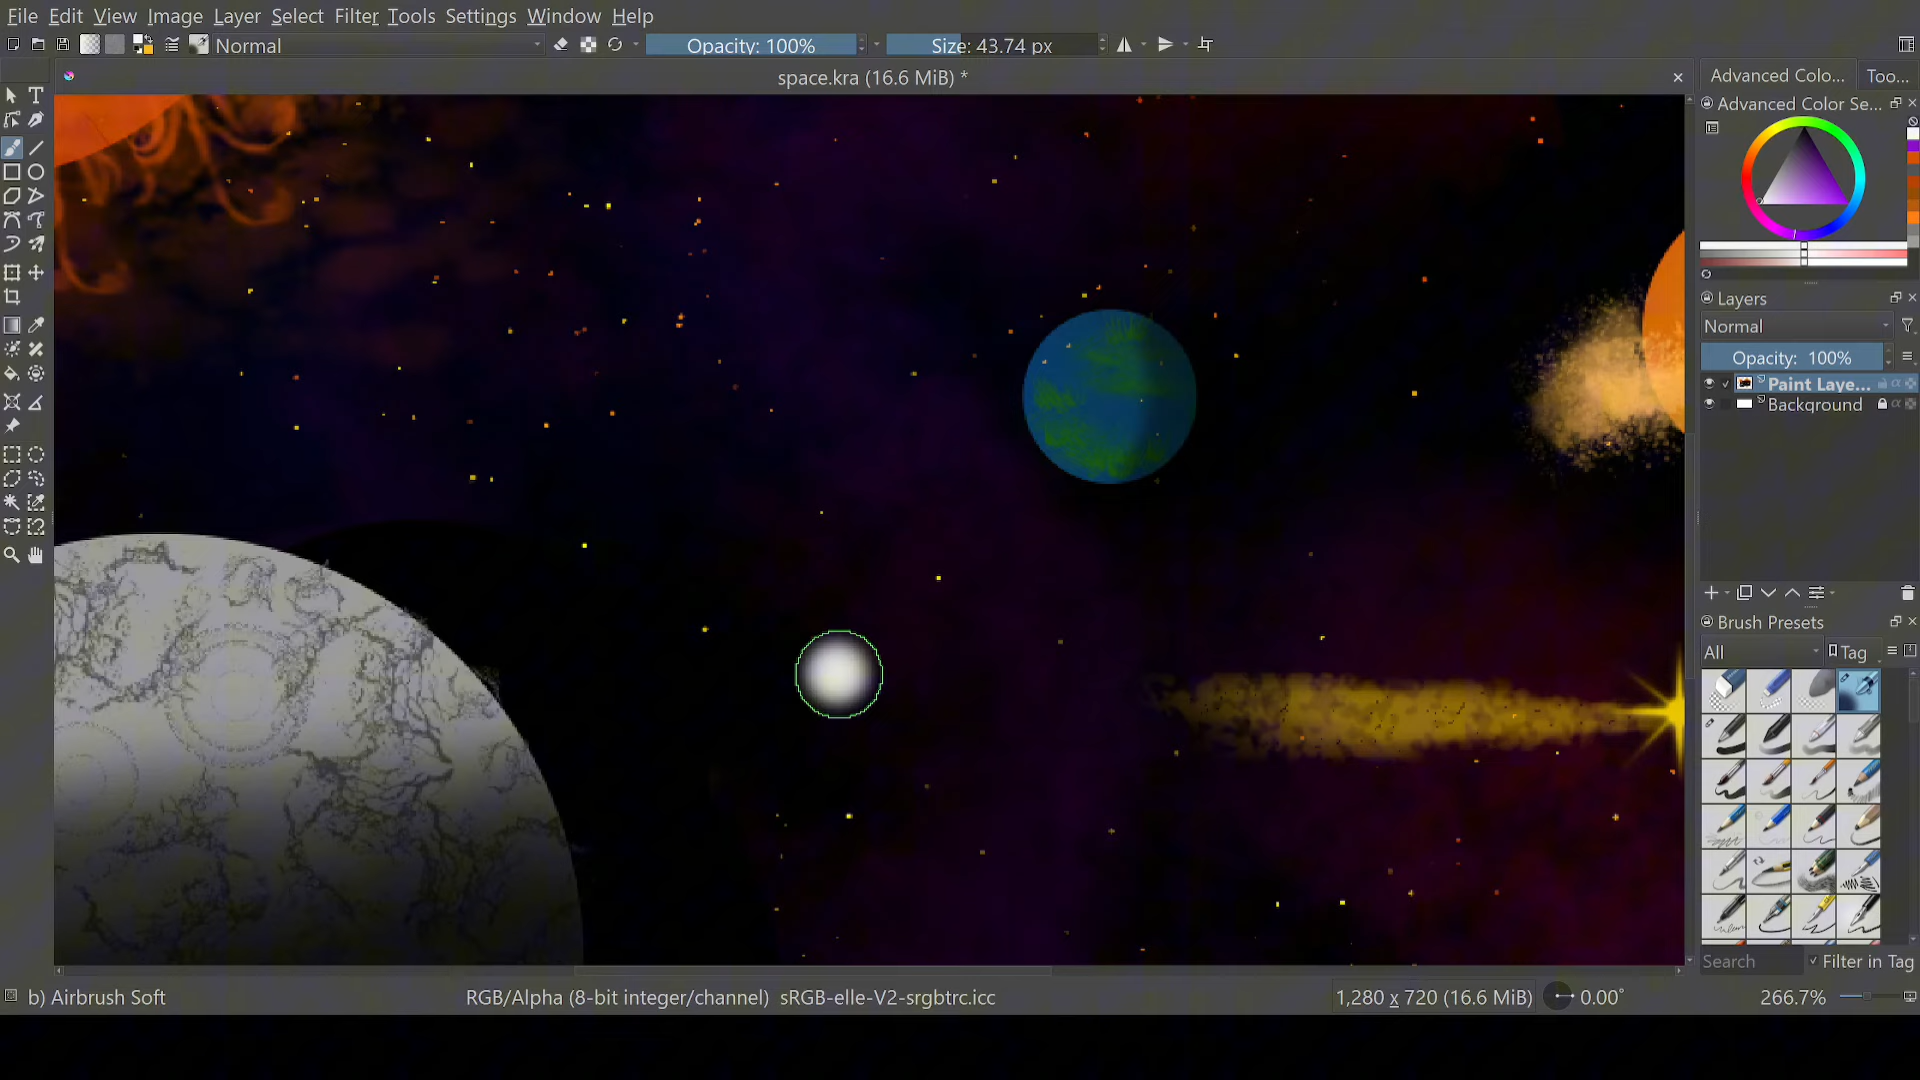 File Edit View Image Layer Select Filter Tools Settings Window Help
Normal Opacity: 100% Size: 43.74 px
space.kra (16.6 MiB) *
Advanced Colo... Too...
Advanced Color Se...
Layers
Normal
Opacity: 100%
Paint Laye...
Background
Brush Presets
All Tag
Search Filter in Tag
b) Airbrush Soft RGB/Alpha (8-bit integer/channel) sRGB-elle-V2-srgbtrc.icc 1,280 x 720 (16.6 MiB) 0.00° 266.7%